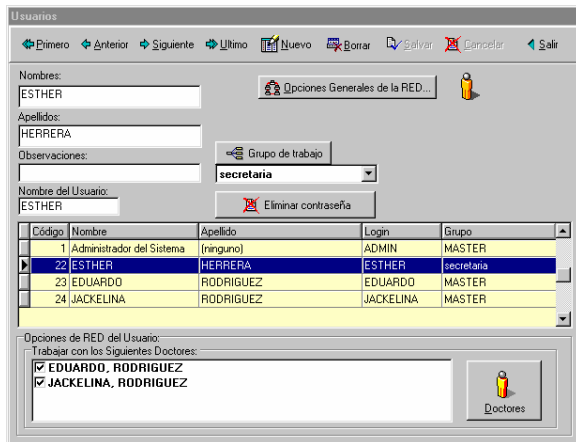 Usuarios
Primero Anterior Siguiente Ultimo Nuevo Borrar Salvar Cancelar Salir
Nombres:
ESTHER
Opciones Generales de la RED...
Apellidos:
HERRERA
Observaciones:
Grupo de trabajo
secretaria
Nombre del Usuario:
ESTHER
Eliminar contraseña
Código Nombre Apellido Login Grupo
1 Administrador del Sistema (ninguno) ADMIN MASTER
22 ESTHER HERRERA ESTHER secretaria
23 EDUARDO RODRIGUEZ EDUARDO MASTER
24 JACKELINA RODRIGUEZ JACKELINA MASTER
Opciones de RED del Usuario:
Trabajar con los Siguientes Doctores:
EDUARDO, RODRIGUEZ
JACKELINA, RODRIGUEZ
Doctores